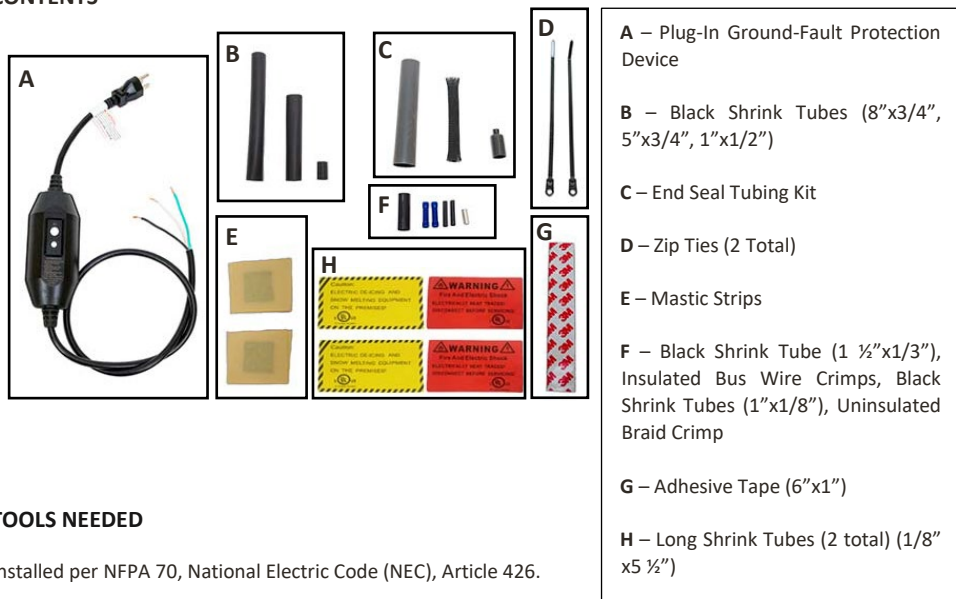 CONTENTS
A
B
C
D
E
F
G
H
Caution:
ELECTRIC DE-ICING AND
SNOW MELTING EQUIPMENT
ON THE PREMISES!
WARNING
Fire And Electric Shock
ELECTRICALLY HEAT TRACED
DISCONNECT BEFORE SERVICING
Caution:
ELECTRIC DE-ICING AND
SNOW MELTING EQUIPMENT
ON THE PREMISES!
WARNING
Fire And Electric Shock
ELECTRICALLY HEAT TRACED
DISCONNECT BEFORE SERVICING
A – Plug-In Ground-Fault Protection
Device
B – Black Shrink Tubes (8”x3/4”,
5”x3/4”, 1”x1/2”)
C – End Seal Tubing Kit
D – Zip Ties (2 Total)
E – Mastic Strips
F – Black Shrink Tube (1 ½”x1/3”),
Insulated Bus Wire Crimps, Black
Shrink Tubes (1”x1/8”), Uninsulated
Braid Crimp
G – Adhesive Tape (6”x1”)
H – Long Shrink Tubes (2 total) (1/8”
x5 ½”)
TOOLS NEEDED
nstalled per NFPA 70, National Electric Code (NEC), Article 426.